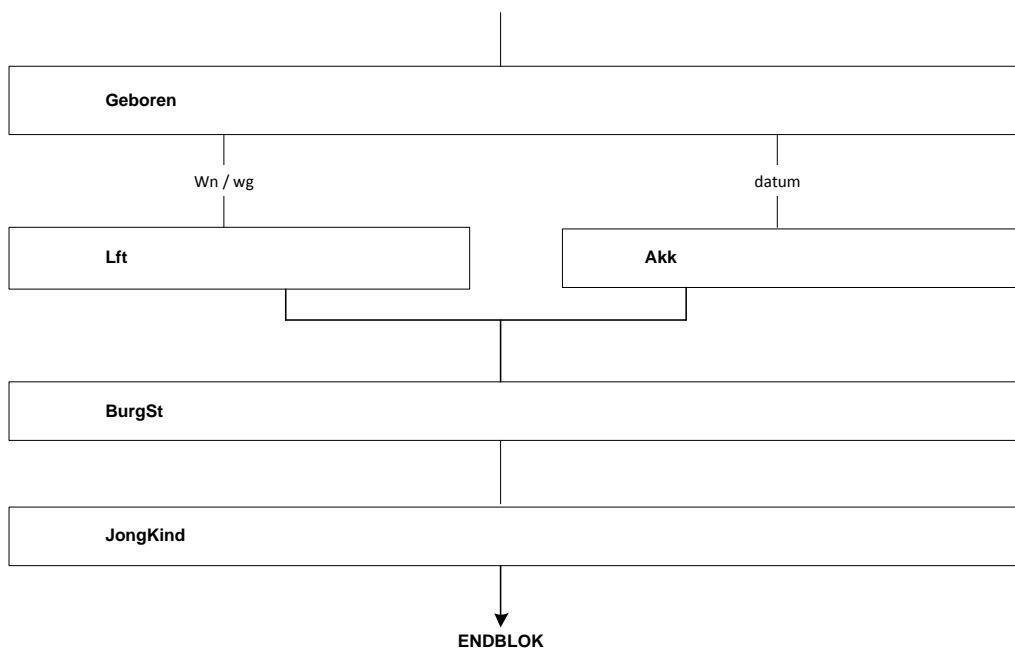 Geboren
Wn / wg
datum
Lft
Akk
BurgSt
JongKind
ENDBLOK